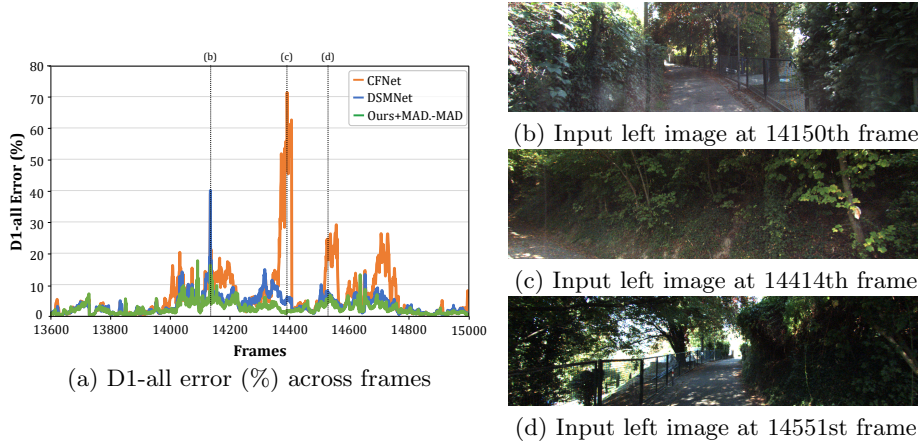 (b)
(c)
(d)
80
70
60
50
40
30
20
10
0
D1-all Error (%)
CFNet
DSMNet
Ours+MAD.-MAD
13600
14000
14200
14400
14600
14800
15000
Frames
(a) D1-all error (%) across frames
(b) Input left image at 14150th frame
(c) Input left image at 14414th frame
(d) Input left image at 14551st frame